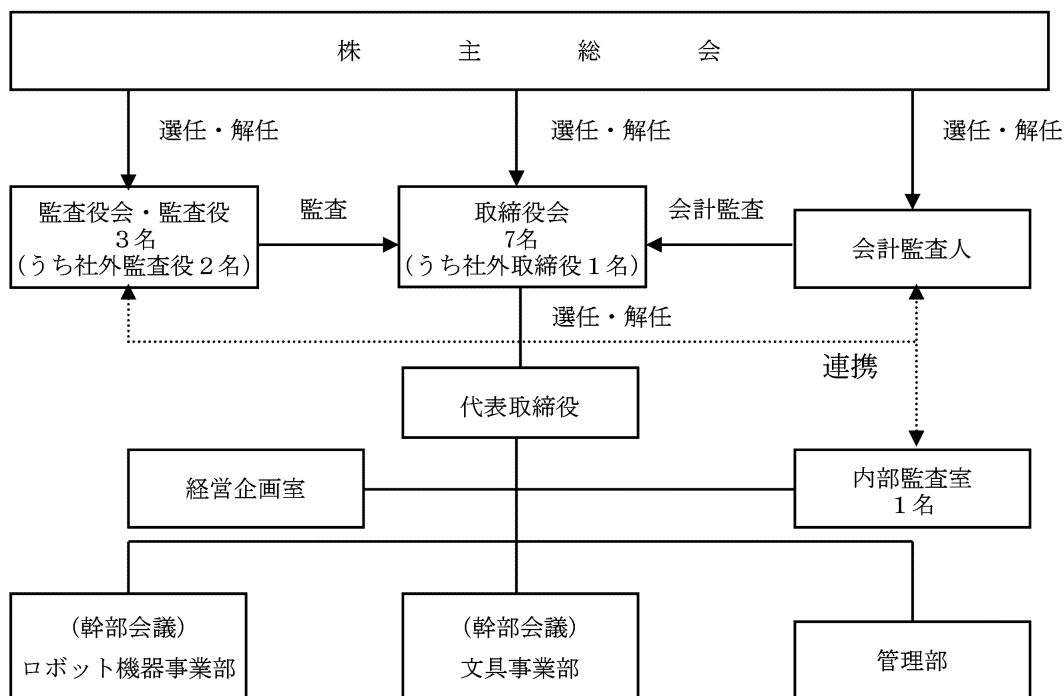 株主総会
選任・解任
選任・解任
選任・解任
監査役会・監査役
３名
(うち社外監査役２名)
監査
取締役会
7名
(うち社外取締役１名)
会計監査
会計監査人
選任・解任
連携
代表取締役
経営企画室
内部監査室
１名
(幹部会議)
ロボット機器事業部
(幹部会議)
文具事業部
管理部